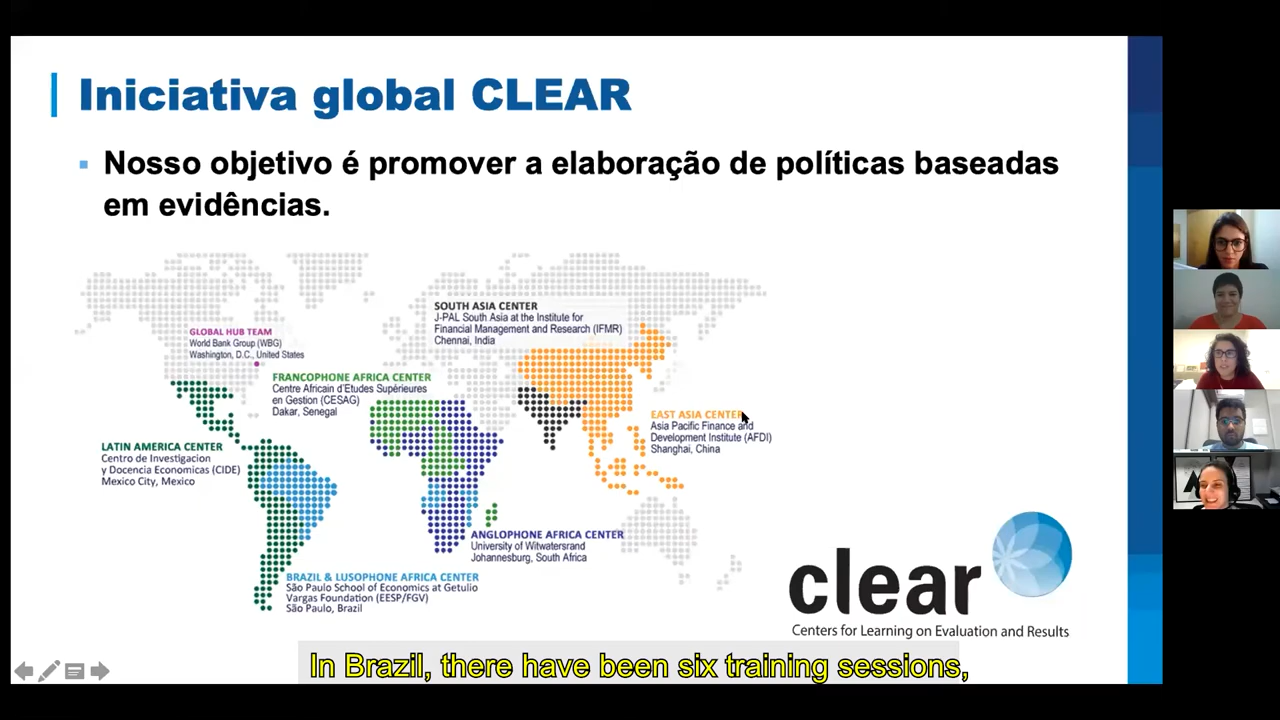 Iniciativa global CLEAR
Nosso objetivo é promover a elaboração de políticas baseadas
em evidências.
SOUTH ASIA CENTER
J-PAL South Asia at the Institute for
Financial Management and Research (IFMR)
Chennai, India
GLOBAL HUB TEAM
World Bank Group (WBG)
Washington, D.C., United States
FRANCOPHONE AFRICA CENTER
Centre Africain d'Etudes Supérieures
en Gestion (CESAG)
Dakar, Senegal
EAST ASIA CENTER
Asia Pacific Finance and
Development Institute (AFDI)
Shanghai, China
LATIN AMERICA CENTER
Centro de Investigacion
y Docencia Economicas (CIDE)
Mexico City, Mexico
ANGLOPHONE AFRICA CENTER
University of Witwatersrand
Johannesburg, South Africa
BRAZIL & LUSOPHONE AFRICA CENTER
São Paulo School of Economics at Getulio
Vargas Foundation (EESP/FGV)
São Paulo, Brazil
clear
Centers for Learning on Evaluation and Results
In Brazil, there have been six training sessions,